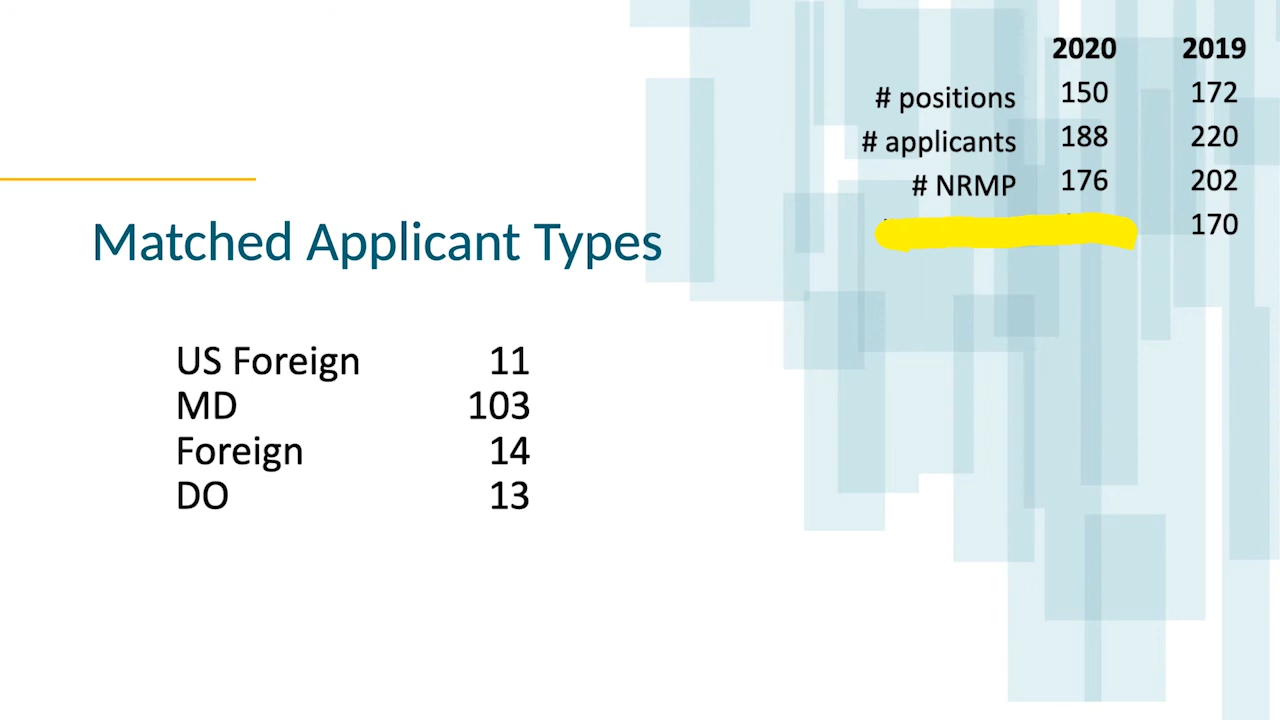 2020 2019
# positions 150 172
# applicants 188 220
# NRMP 176 202
170
Matched Applicant Types
US Foreign 11
MD 103
Foreign 14
DO 13